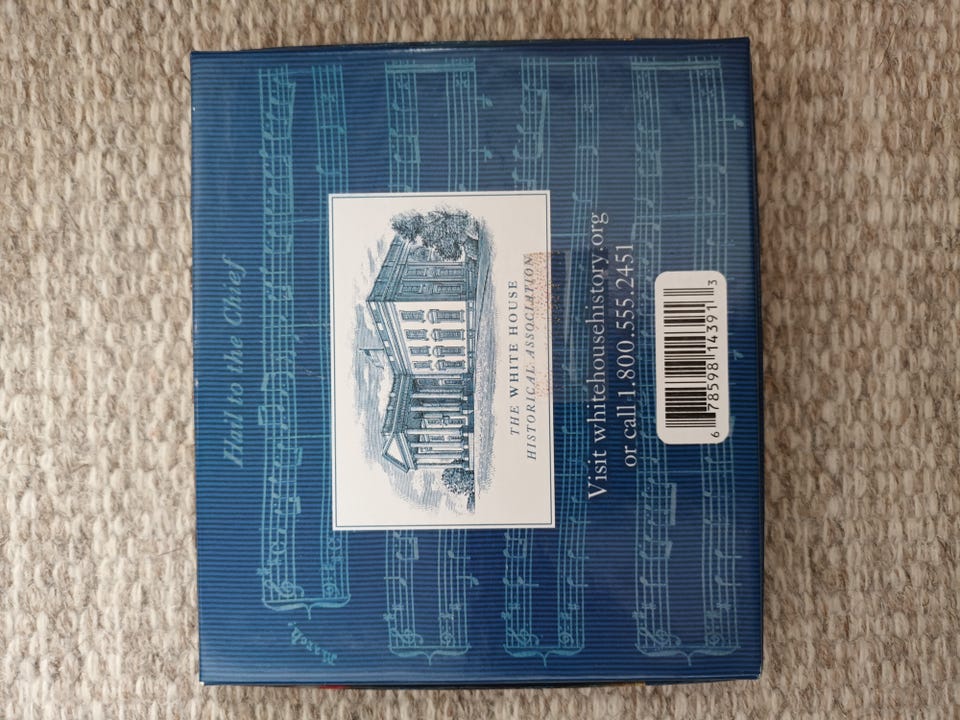 Hail to the Chief
March.
THE WHITE HOUSE
HISTORICAL ASSOCIATION
Visit whitehousehistory.org
or call 1.800.555.2451
6 78598 14391 3